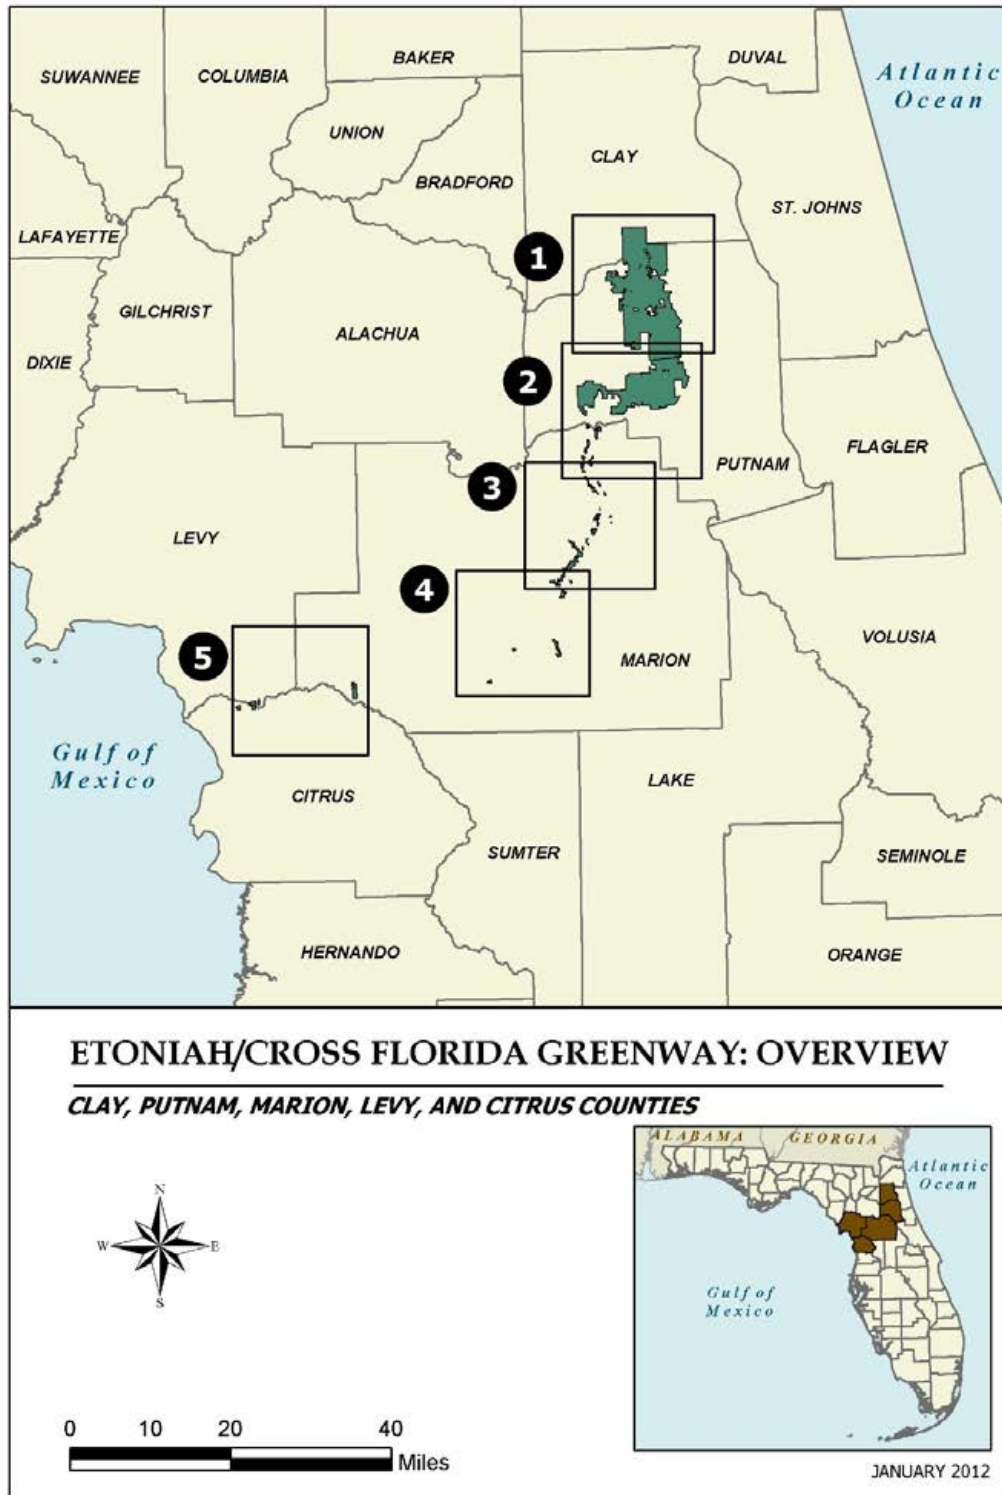 BAKER
DUVAL
SUWANNEE
COLUMBIA
Atlantic
Ocean
UNION
CLAY
BRADFORD
ST. JOHNS
LAFAYETTE
1
GILCHRIST
ALACHUA
DIXIE
2
FLAGLER
PUTNAM
3
LEVY
4
VOLUSIA
5
MARION
Gulf of
Mexico
LAKE
CITRUS
SUMTER
SEMINOLE
HERNANDO
ORANGE
ETONIAH/CROSS FLORIDA GREENWAY: OVERVIEW
CLAY, PUTNAM, MARION, LEVY, AND CITRUS COUNTIES
N
W E
S
0 10 20 40
Miles
ALABAMA GEORGIA
Atlantic
Ocean
Gulf of
Mexico
JANUARY 2012